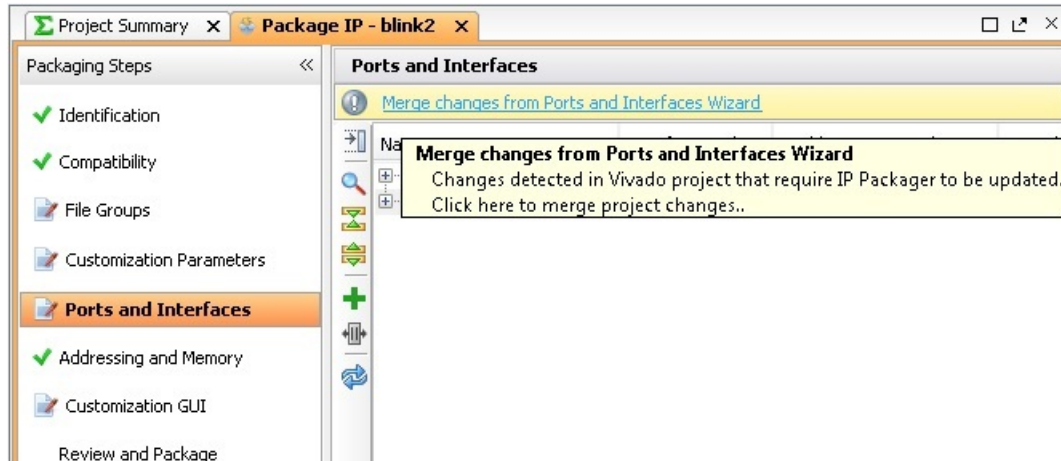 Project Summary
Package IP - blink2
Packaging Steps
Identification
Compatibility
File Groups
Customization Parameters
Ports and Interfaces
Addressing and Memory
Customization GUI
Review and Package
Ports and Interfaces
Merge changes from Ports and Interfaces Wizard
Na
Merge changes from Ports and Interfaces Wizard
Changes detected in Vivado project that require IP Packager to be updated.
Click here to merge project changes..